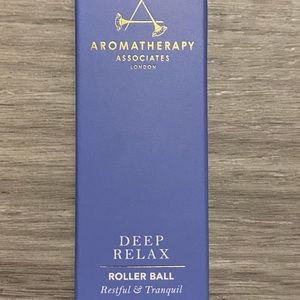 AROMATHERAPY
ASSOCIATES
LONDON
DEEP
RELAX
ROLLER BALL
Restful & Tranquil